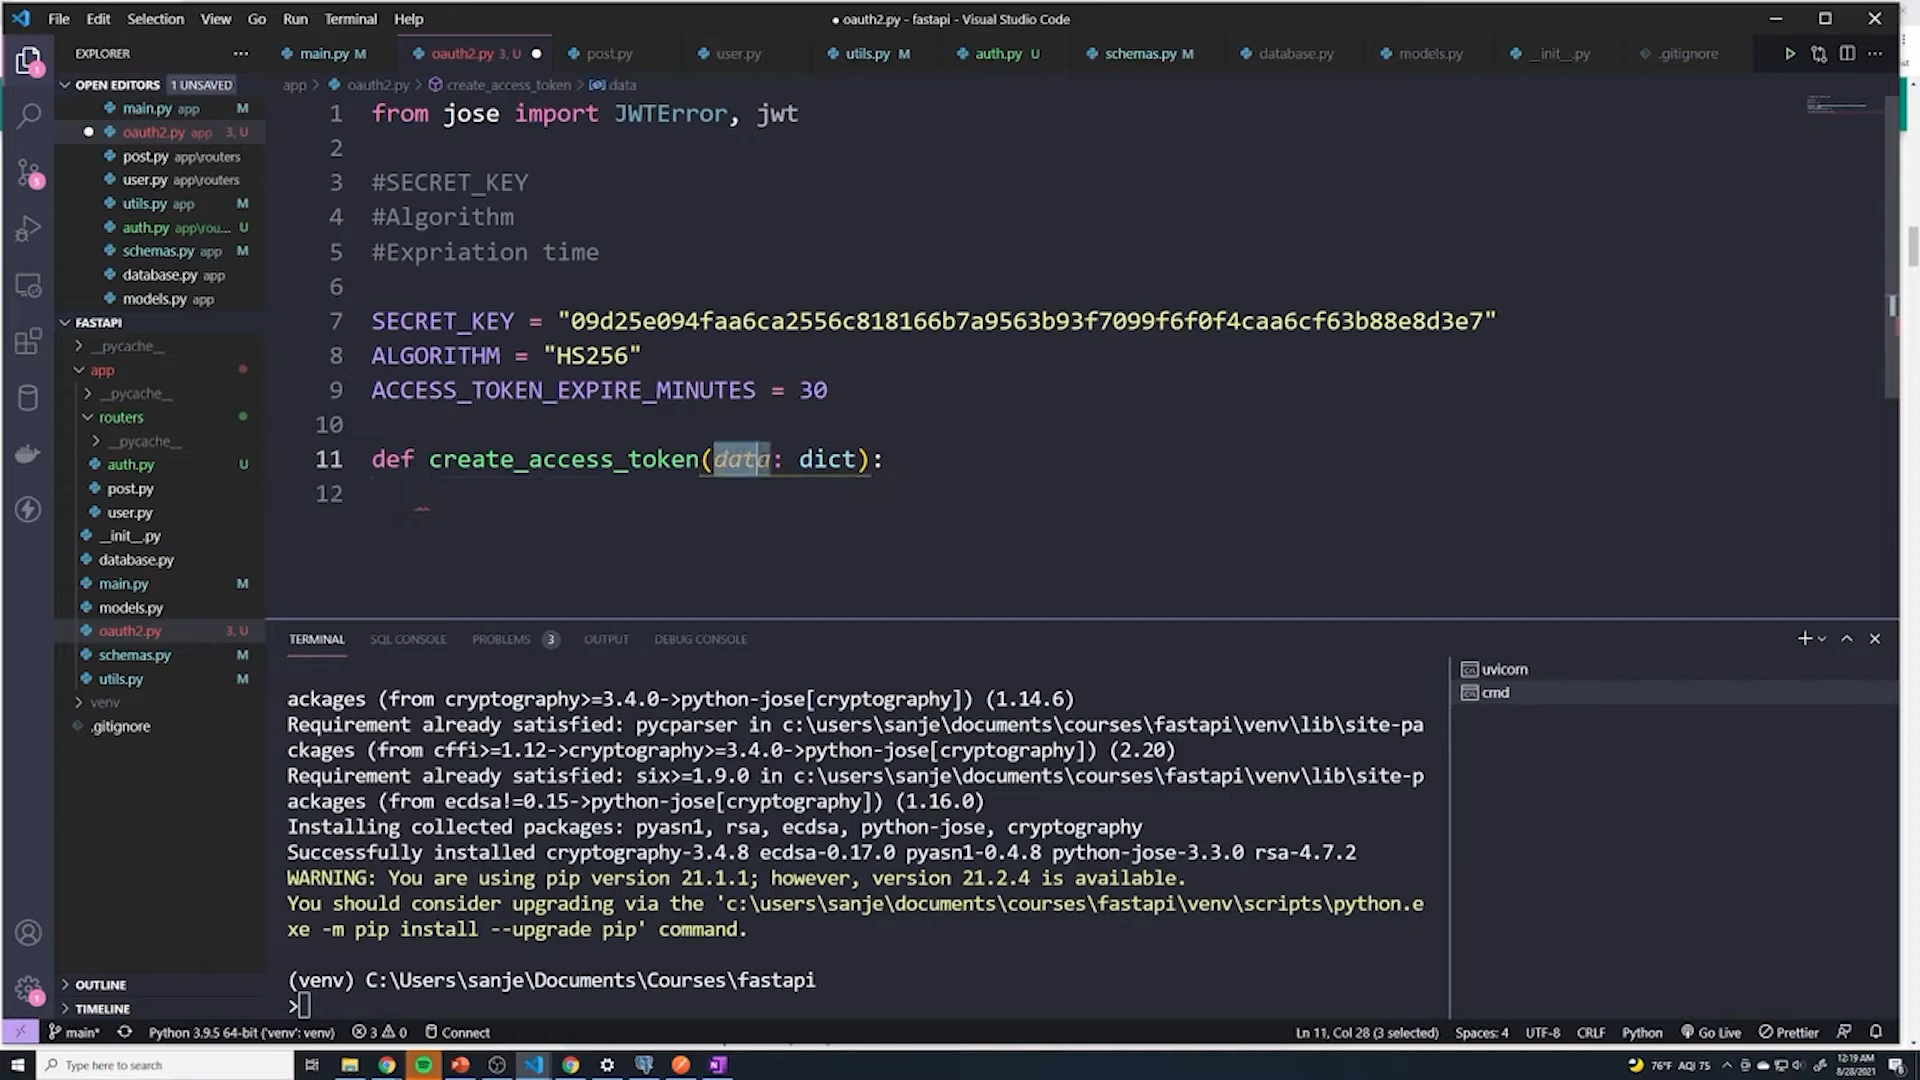 File Edit Selection View Go Run Terminal Help
● oauth2.py - fastapi - Visual Studio Code
EXPLORER
main.py M oauth2.py 3, U post.py user.py utils.py M auth.py U schemas.py M database.py models.py __init__.py .gitignore
OPEN EDITORS 1 UNSAVED
main.py app M
oauth2.py app 3, U
post.py app\routers
user.py app\routers
utils.py app M
auth.py app\rou... U
schemas.py app M
database.py app
models.py app
FASTAPI
__pycache__
app
__pycache__
routers
__pycache__
auth.py U
post.py
user.py
__init__.py
database.py
main.py M
models.py
oauth2.py 3, U
schemas.py M
utils.py M
venv
.gitignore
OUTLINE
TIMELINE
app > oauth2.py > create_access_token > data
1 from jose import JWTError, jwt
2
3 #SECRET_KEY
4 #Algorithm
5 #Expriation time
6
7 SECRET_KEY = "09d25e094faa6ca2556c818166b7a9563b93f7099f6f0f4caa6cf63b88e8d3e7"
8 ALGORITHM = "HS256"
9 ACCESS_TOKEN_EXPIRE_MINUTES = 30
10
11 def create_access_token(data: dict):
12
TERMINAL SQL CONSOLE PROBLEMS 3 OUTPUT DEBUG CONSOLE
uvicorn
cmd
ackages (from cryptography>=3.4.0->python-jose[cryptography]) (1.14.6)
Requirement already satisfied: pycparser in c:\users\sanje\documents\courses\fastapi\venv\lib\site-pa
ckages (from cffi>=1.12->cryptography>=3.4.0->python-jose[cryptography]) (2.20)
Requirement already satisfied: six>=1.9.0 in c:\users\sanje\documents\courses\fastapi\venv\lib\site-p
ackages (from ecdsa!=0.15->python-jose[cryptography]) (1.16.0)
Installing collected packages: pyasn1, rsa, ecdsa, python-jose, cryptography
Successfully installed cryptography-3.4.8 ecdsa-0.17.0 pyasn1-0.4.8 python-jose-3.3.0 rsa-4.7.2
WARNING: You are using pip version 21.1.1; however, version 21.2.4 is available.
You should consider upgrading via the 'c:\users\sanje\documents\courses\fastapi\venv\scripts\python.e
xe -m pip install --upgrade pip' command.
(venv) C:\Users\sanje\Documents\Courses\fastapi
>
main* Python 3.9.5 64-bit ('venv': venv) 3 0 Connect
Ln 11, Col 28 (3 selected) Spaces: 4 UTF-8 CRLF Python Go Live Prettier
Type here to search
76°F AQI 75
12:19 AM
8/28/2021